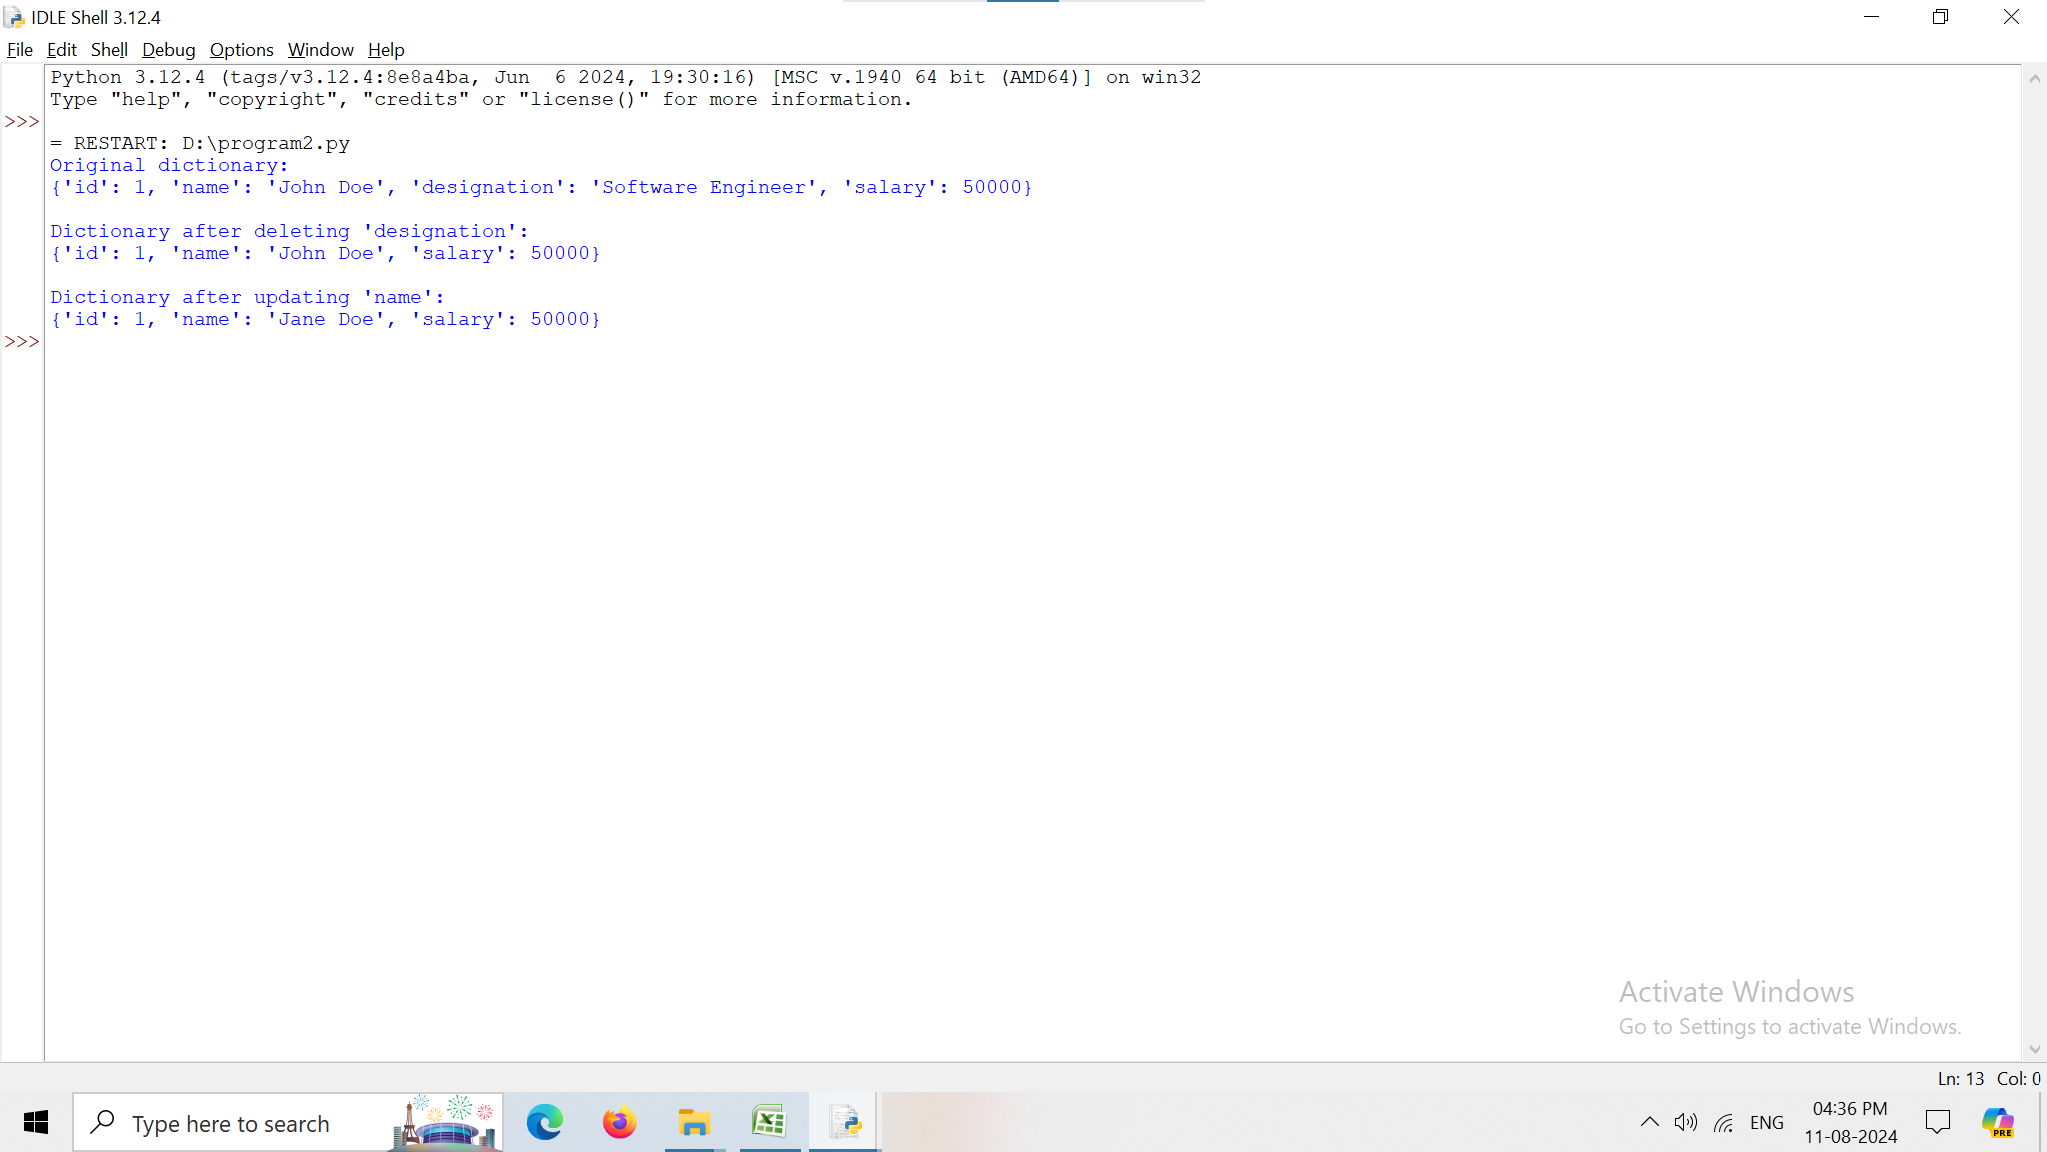 IDLE Shell 3.12.4
File Edit Shell Debug Options Window Help
Python 3.12.4 (tags/v3.12.4:8e8a4ba, Jun  6 2024, 19:30:16) [MSC v.1940 64 bit (AMD64)] on win32
Type "help", "copyright", "credits" or "license()" for more information.
>>>
= RESTART: D:\program2.py
Original dictionary:
{'id': 1, 'name': 'John Doe', 'designation': 'Software Engineer', 'salary': 50000}
Dictionary after deleting 'designation':
{'id': 1, 'name': 'John Doe', 'salary': 50000}
Dictionary after updating 'name':
{'id': 1, 'name': 'Jane Doe', 'salary': 50000}
>>>
Activate Windows
Go to Settings to activate Windows.
Ln: 13 Col: 0
Type here to search
ENG
04:36 PM
11-08-2024
PRE